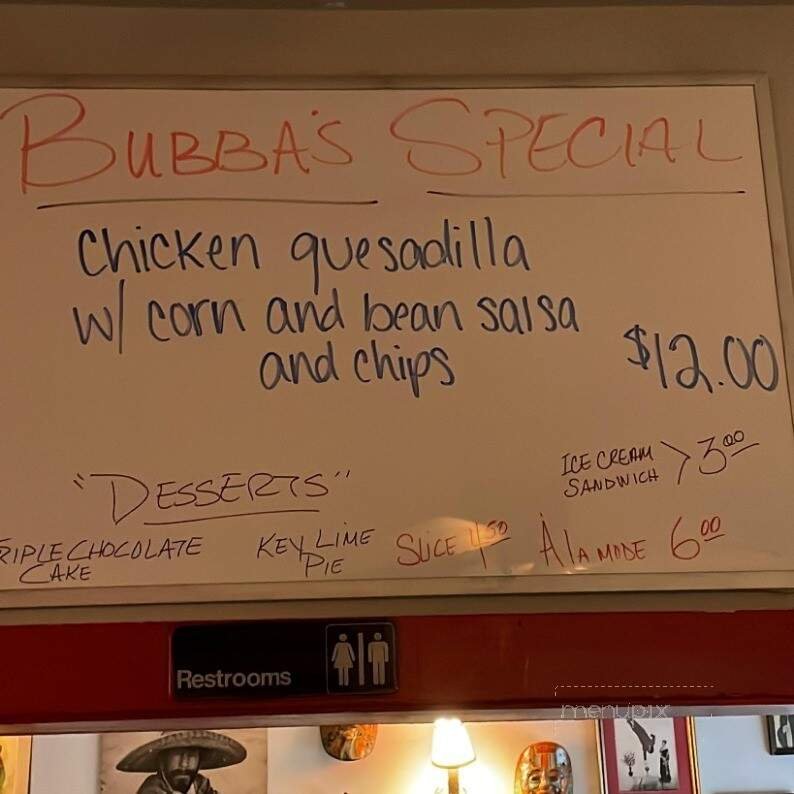 BUBBA'S SPECIAL
chicken quesadilla
w/ corn and bean salsa
and chips
$12.00
ICE CREAM
SANDWICH > 3.00
"DESSERTS"
RIPLE CHOCOLATE
CAKE
KEY LIME
PIE
SLICE 4.50
À LA MODE 6.00
Restrooms
menupix